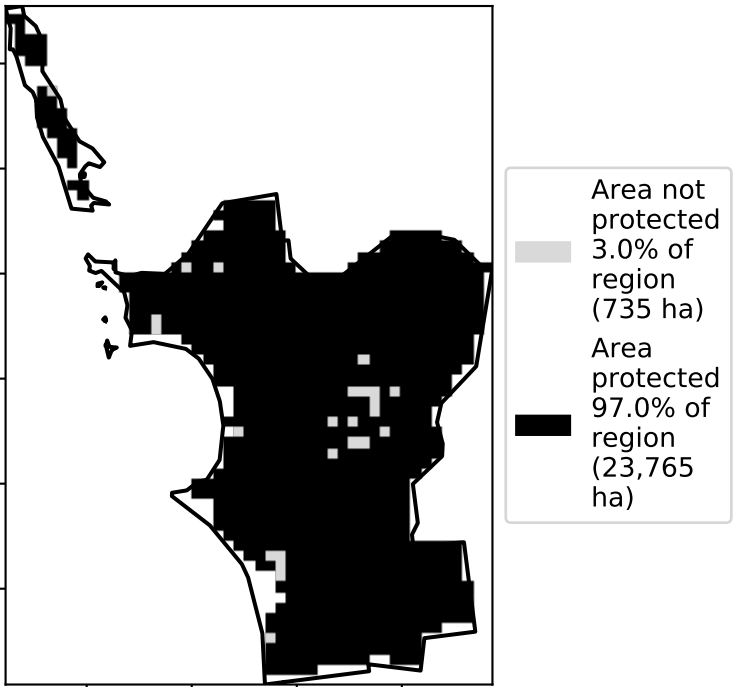 Area not
protected
3.0% of
region
(735 ha)
Area
protected
97.0% of
region
(23,765
ha)